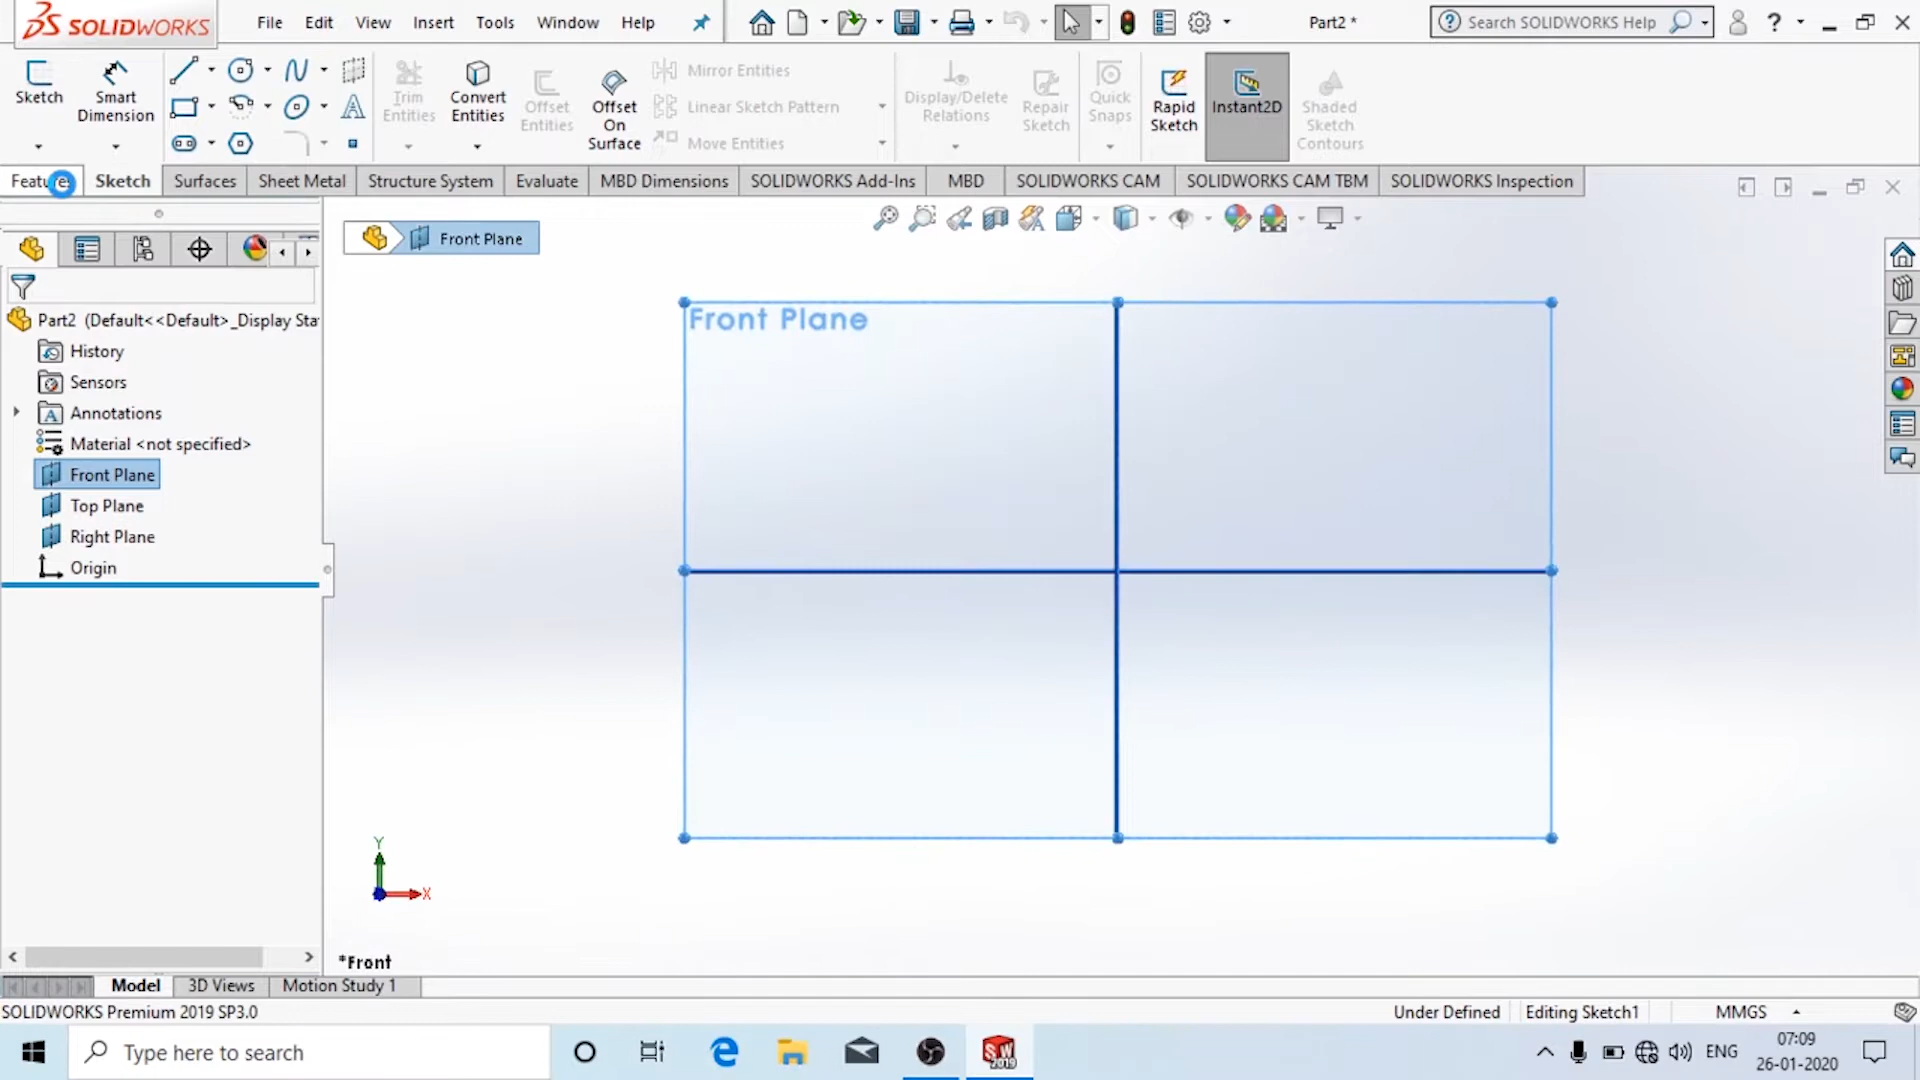 SOLIDWORKS
File Edit View Insert Tools Window Help
Part2 *
Search SOLIDWORKS Help
Sketch
Smart Dimension
Trim Entities
Convert Entities
Offset Entities
Offset On Surface
Mirror Entities
Linear Sketch Pattern
Move Entities
Display/Delete Relations
Repair Sketch
Quick Snaps
Rapid Sketch
Instant2D
Shaded Sketch Contours
Features Sketch Surfaces Sheet Metal Structure System Evaluate MBD Dimensions SOLIDWORKS Add-Ins MBD SOLIDWORKS CAM SOLIDWORKS CAM TBM SOLIDWORKS Inspection
Front Plane
Front Plane
Part2 (Default<<Default>_Display Sta
History
Sensors
Annotations
Material <not specified>
Front Plane
Top Plane
Right Plane
Origin
Y
X
*Front
Model 3D Views Motion Study 1
SOLIDWORKS Premium 2019 SP3.0
Under Defined Editing Sketch1 MMGS
Type here to search
SW 2019
ENG
07:09
26-01-2020